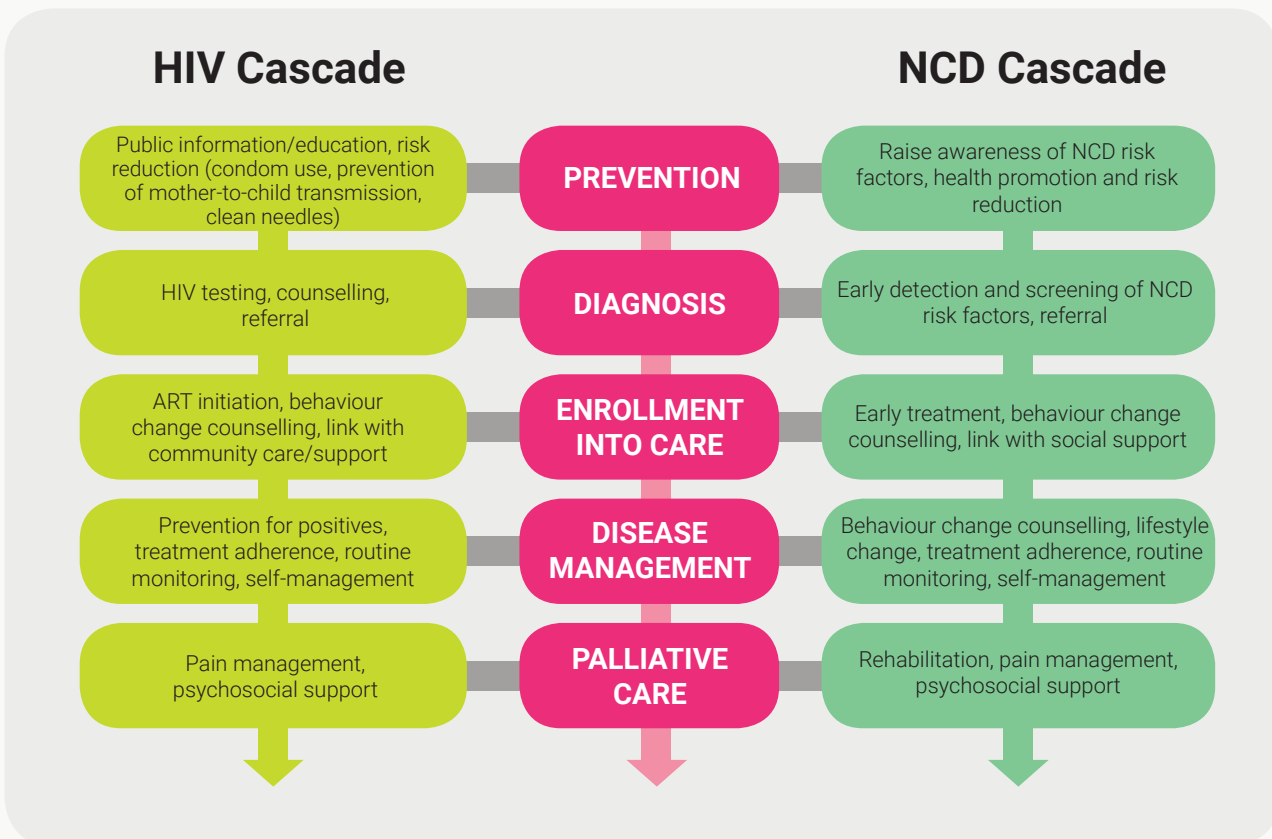 HIV Cascade
NCD Cascade
Public information/education, risk
reduction (condom use, prevention
of mother-to-child transmission,
clean needles)
PREVENTION
Raise awareness of NCD risk
factors, health promotion and risk
reduction
HIV testing, counselling,
referral
DIAGNOSIS
Early detection and screening of NCD
risk factors, referral
ART initiation, behaviour
change counselling, link with
community care/support
ENROLLMENT
INTO CARE
Early treatment, behaviour change
counselling, link with social support
Prevention for positives,
treatment adherence, routine
monitoring, self-management
DISEASE
MANAGEMENT
Behaviour change counselling, lifestyle
change, treatment adherence, routine
monitoring, self-management
Pain management,
psychosocial support
PALLIATIVE
CARE
Rehabilitation, pain management,
psychosocial support